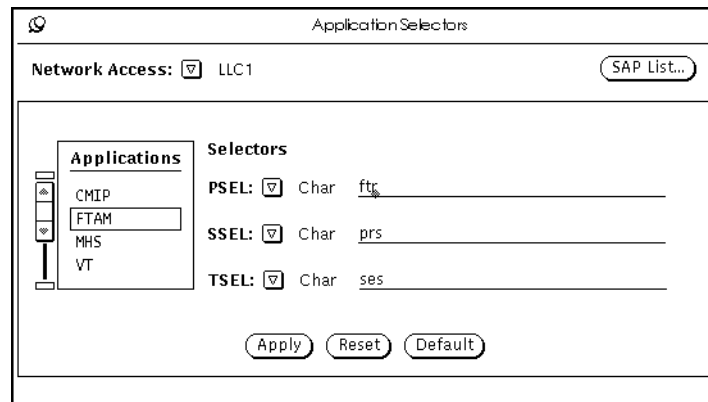 Application Selectors
Network Access: LLC1 SAP List...
Applications
CMIP
FTAM
MHS
VT
Selectors
PSEL: Char ftr
SSEL: Char prs
TSEL: Char ses
Apply Reset Default